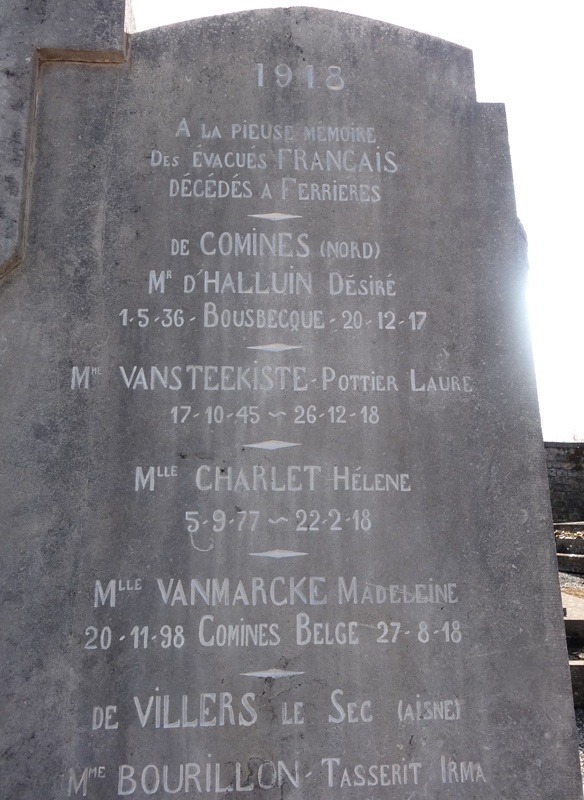 1918
A LA PIEUSE MEMOIRE
DES ÉVACUÉS FRANCAIS
DÉCÉDÉS A FERRIERES
DE COMINES (NORD)
MR D'HALLUIN DÉSIRÉ
1-5-36 - BOUSBECQUE - 20-12-17
MME VANSTEEKISTE-POTTIER LAURE
17-10-45 ~ 26-12-18
MLLE CHARLET HÉLENE
5-9-77 ~ 22-2-18
MLLE VANMARCKE MADELEINE
20-11-98 COMINES BELGE 27-8-18
DE VILLERS LE SEC (AISNE)
MME BOURILLON-TASSERIT IRMA